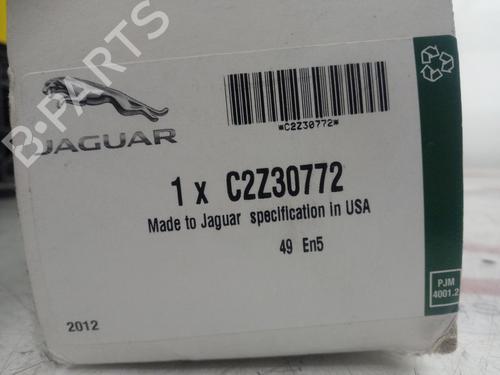 B-PARTS
JAGUAR
*C2Z30772*
1 x C2Z30772
Made to Jaguar specification in USA
49 En5
PJM
4001.2
2012